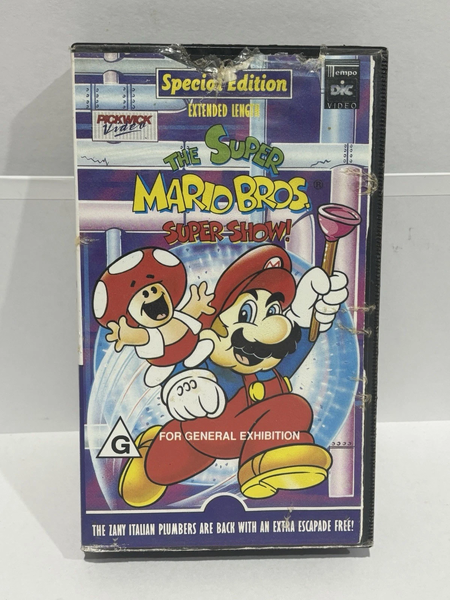 Special Edition
EXTENDED LENGTH
Tempo
DIC
VIDEO
PICKWICK
Video
THE SUPER
MARIO BROS.
SUPER SHOW!
M
G
FOR GENERAL EXHIBITION
THE ZANY ITALIAN PLUMBERS ARE BACK WITH AN EXTRA ESCAPADE FREE!